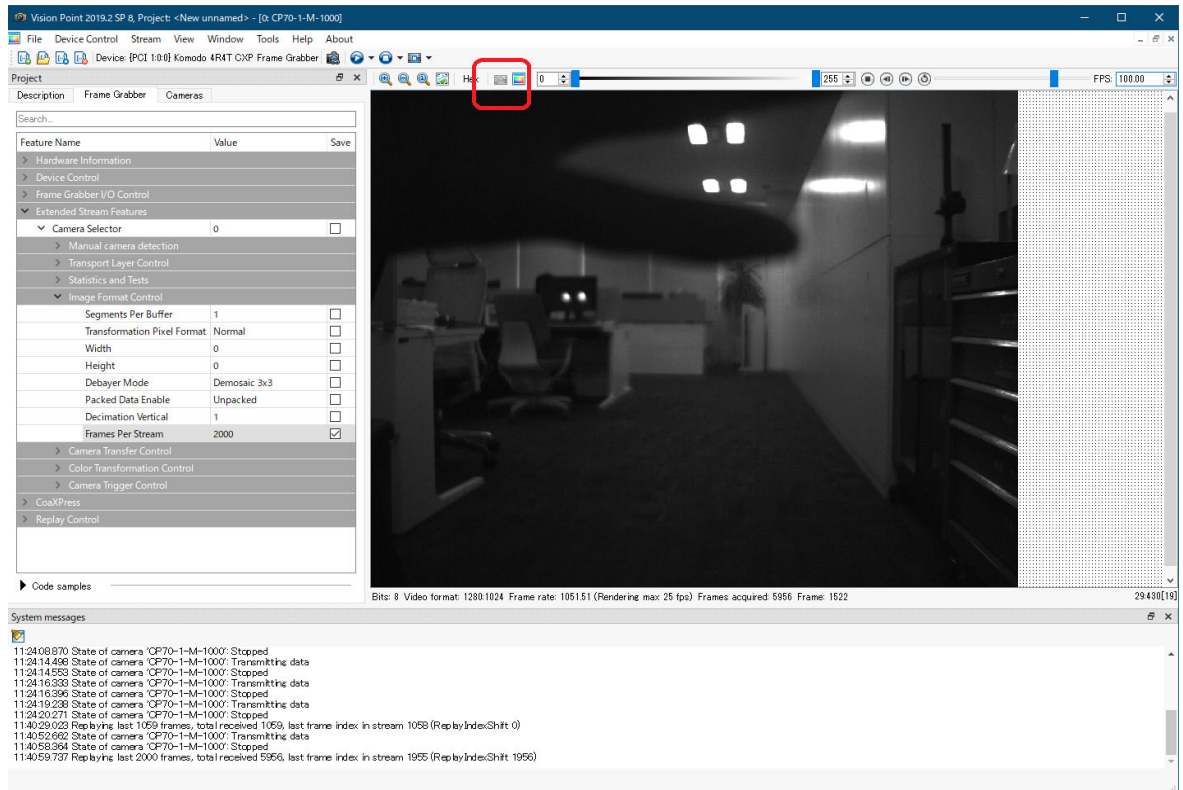 Vision Point 2019.2 SP 8, Project: <New unnamed> - [0: CP70-1-M-1000]
File Device Control Stream View Window Tools Help About
Device: {PCI 1:0:0} Komodo 4R4T CXP Frame Grabber
Project
Hex 0 255 FPS: 100.00
Description Frame Grabber Cameras
Search...
Feature Name Value Save
Hardware Information
Device Control
Frame Grabber I/O Control
Extended Stream Features
Camera Selector 0
Manual camera detection
Transport Layer Control
Statistics and Tests
Image Format Control
Segments Per Buffer 1
Transformation Pixel Format Normal
Width 0
Height 0
Debayer Mode Demosaic 3x3
Packed Data Enable Unpacked
Decimation Vertical 1
Frames Per Stream 2000
Camera Transfer Control
Color Transformation Control
Camera Trigger Control
CoaXPress
Replay Control
Code samples
Bits: 8 Video format: 1280:1024 Frame rate: 1051.51 (Rendering max 25 fps) Frames acquired: 5956 Frame: 1522 29:430[19]
System messages
11:24:08.870 State of camera 'CP70-1-M-1000': Stopped
11:24:14.498 State of camera 'CP70-1-M-1000': Transmitting data
11:24:14.553 State of camera 'CP70-1-M-1000': Stopped
11:24:16.333 State of camera 'CP70-1-M-1000': Transmitting data
11:24:16.396 State of camera 'CP70-1-M-1000': Stopped
11:24:19.238 State of camera 'CP70-1-M-1000': Transmitting data
11:24:20.271 State of camera 'CP70-1-M-1000': Stopped
11:40:29.023 Replaying last 1059 frames, total received 1059, last frame index in stream 1058 (ReplayIndexShift 0)
11:40:52.662 State of camera 'CP70-1-M-1000': Transmitting data
11:40:58.364 State of camera 'CP70-1-M-1000': Stopped
11:40:59.737 Replaying last 2000 frames, total received 5956, last frame index in stream 1955 (ReplayIndexShift 1956)